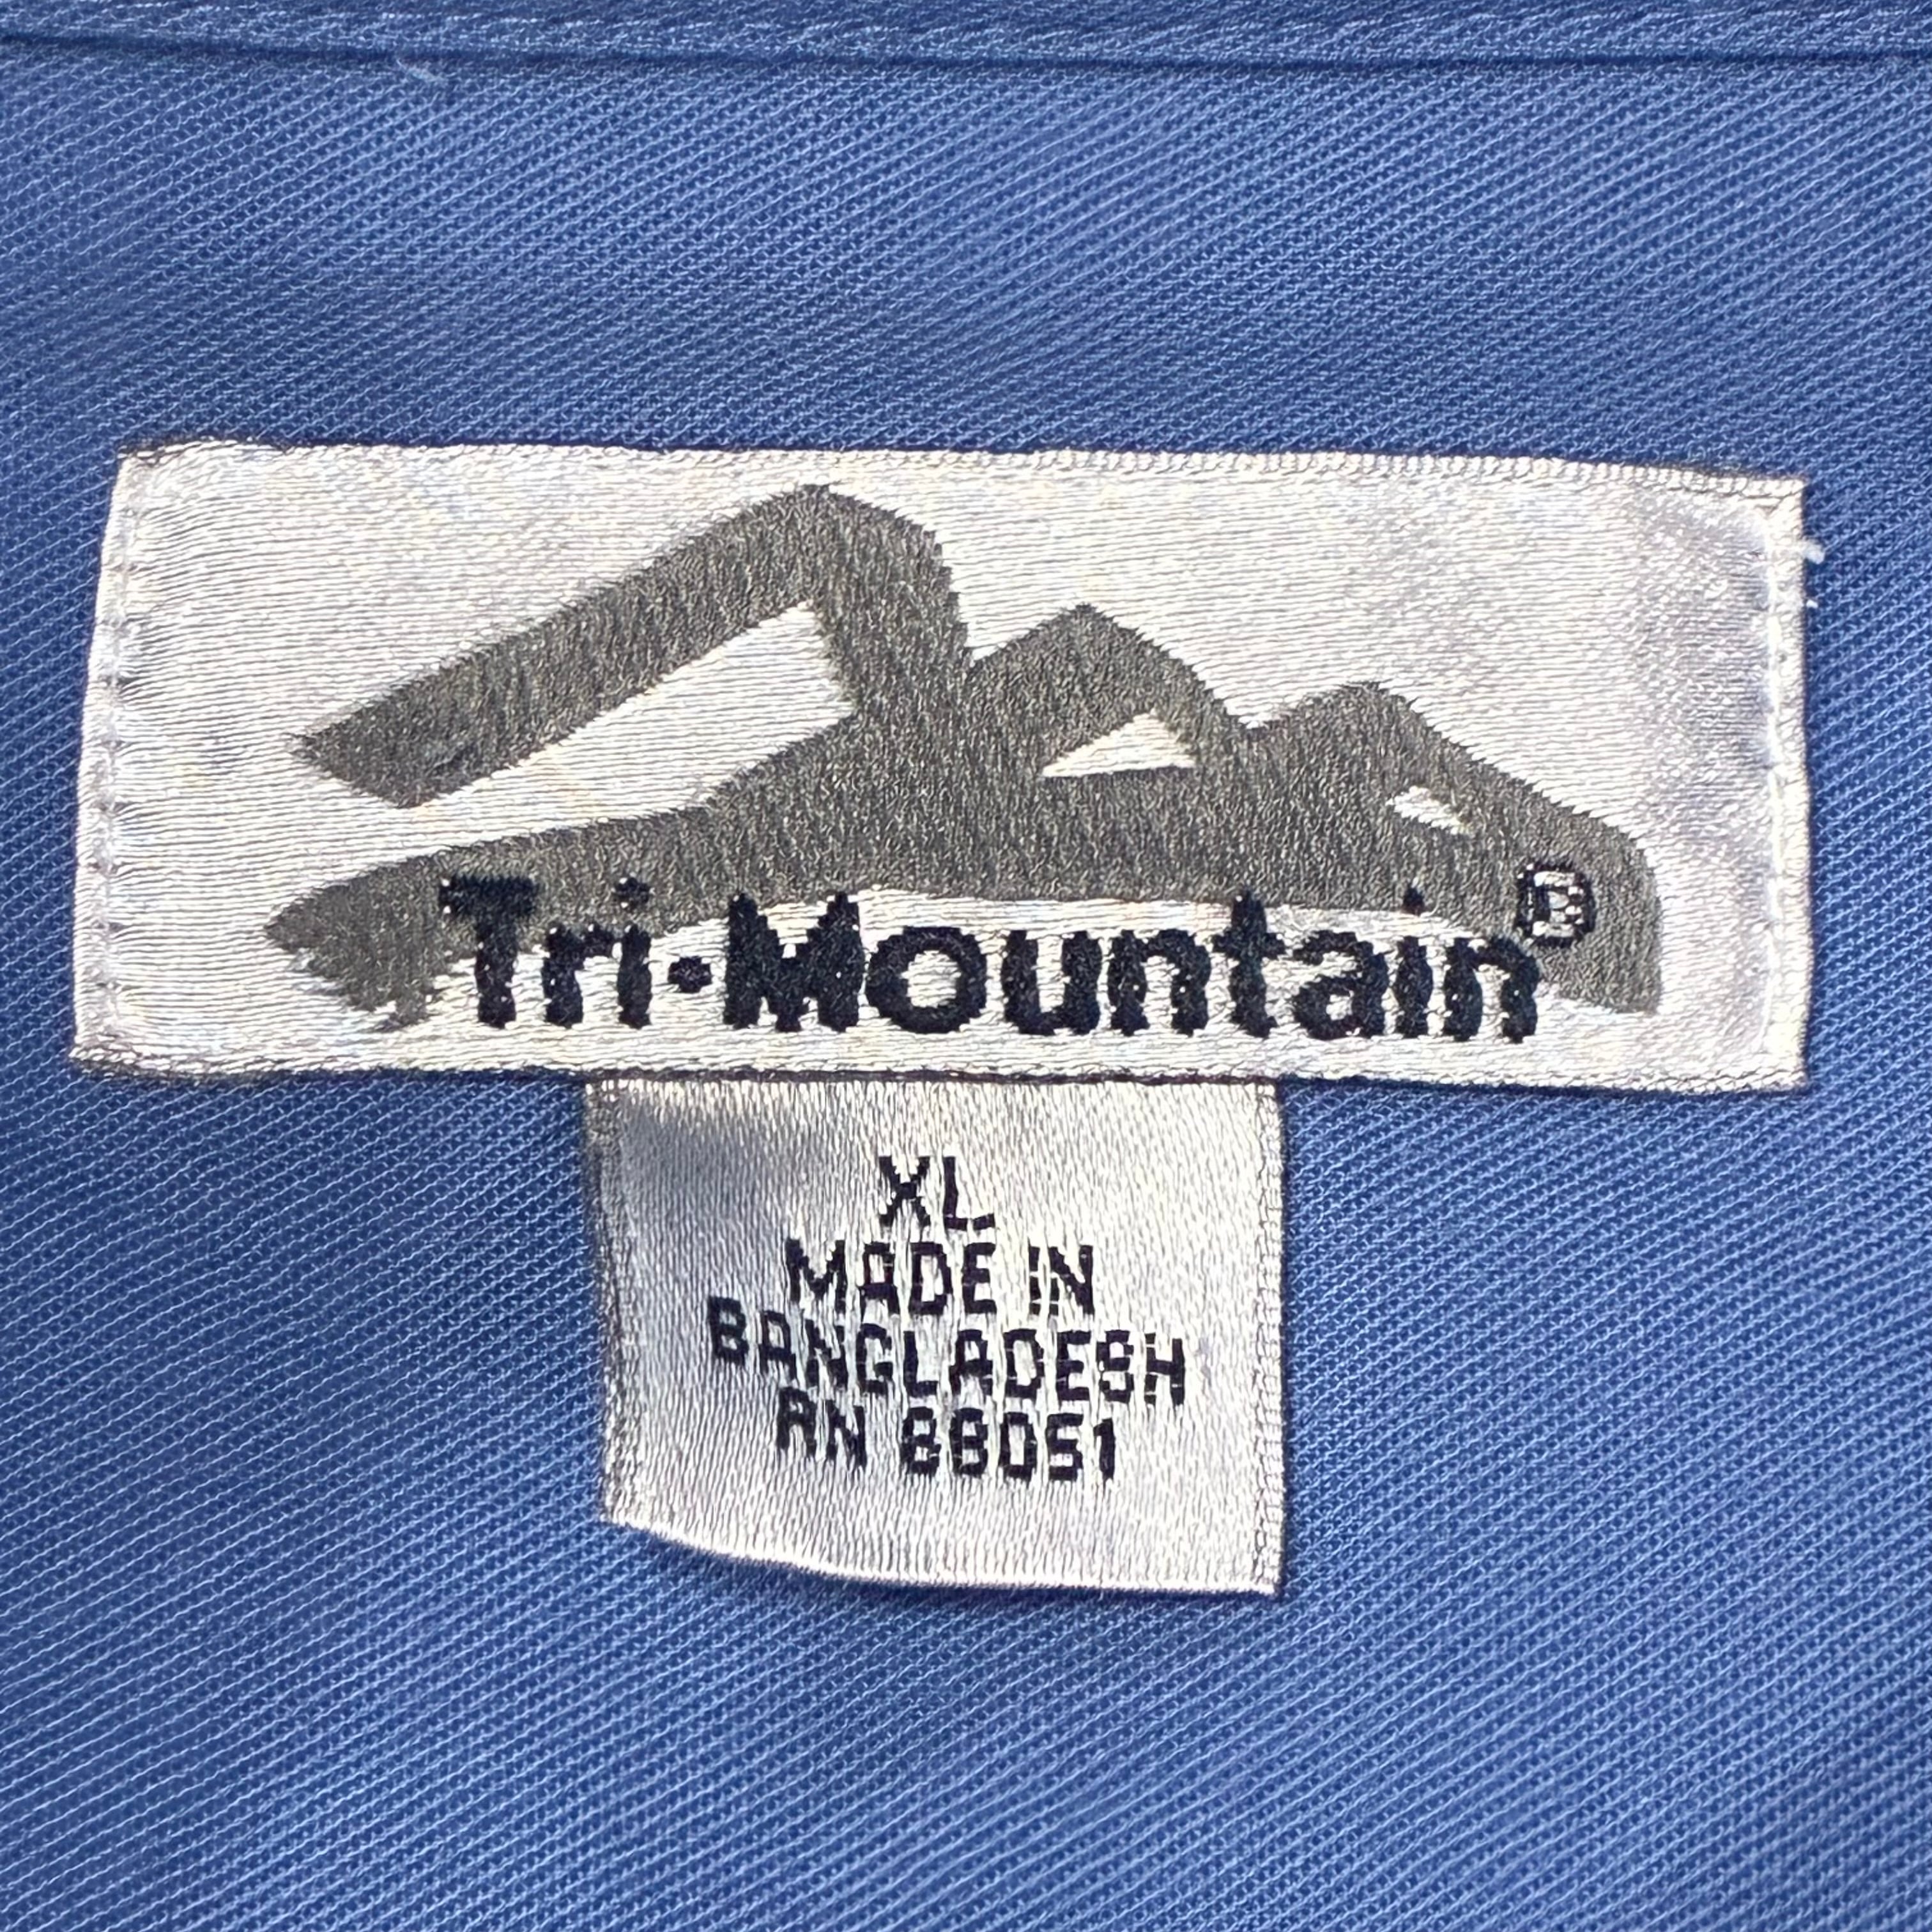 Tri·Mountain®
XL
MADE IN
BANGLADESH
RN 88051